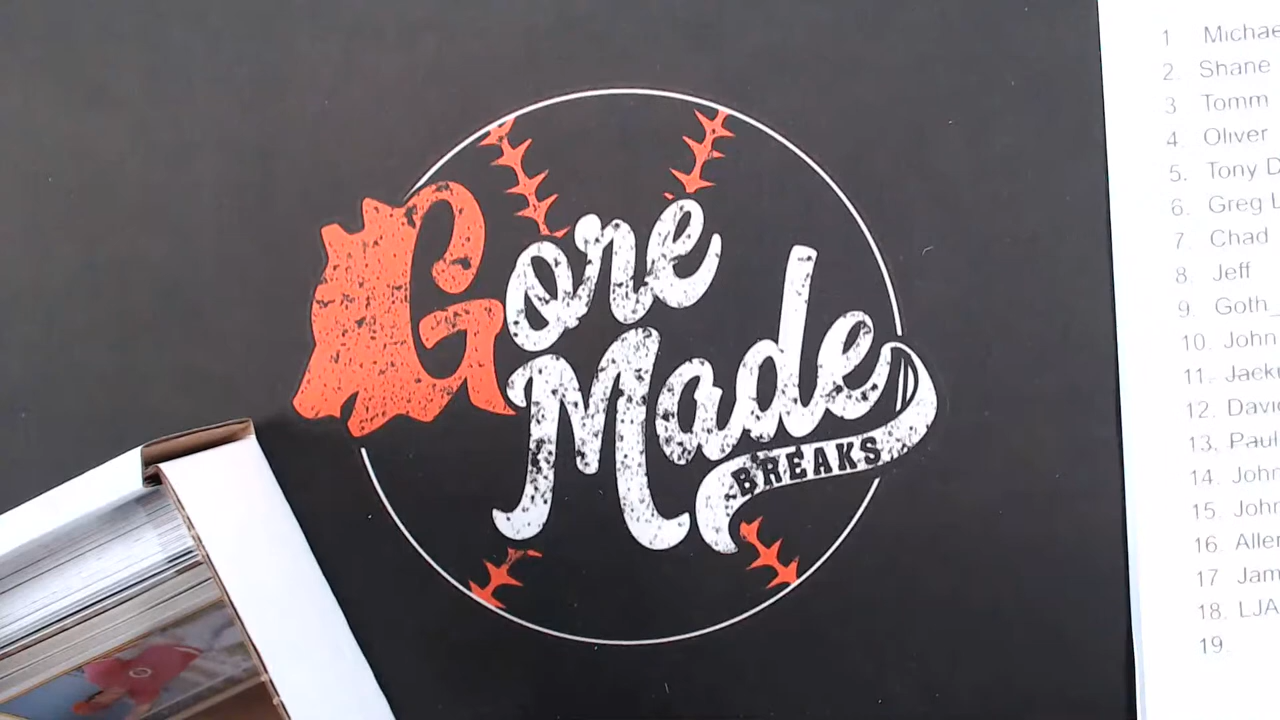 Gore
Made
BREAKS
1 Michae
2. Shane
3 Tomm
4 Oliver
5. Tony D
6. Greg L
7. Chad
8. Jeff
9. Goth_
10. John
11. Jack
12. Davi
13. Paul
14. John
15. John
16. Aller
17 Jam
18. LJA
19.